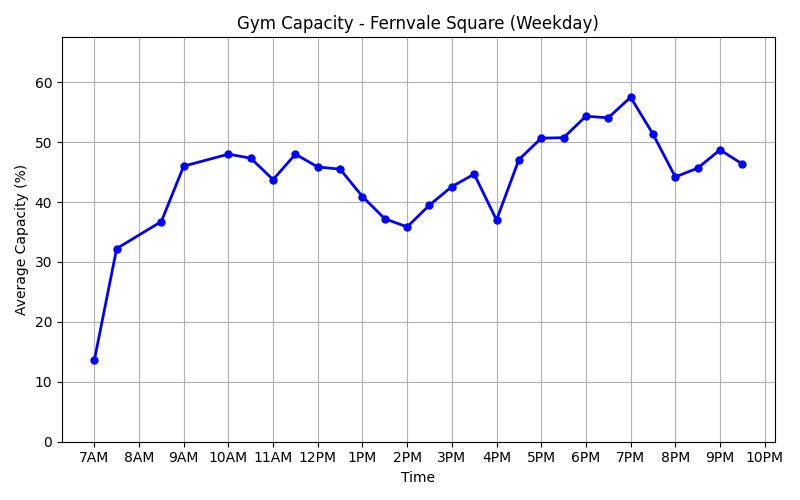 Gym Capacity - Fernvale Square (Weekday)
Average Capacity (%)
60
50
40
30
20
10
0
7AM 8AM 9AM 10AM 11AM 12PM 1PM 2PM 3PM 4PM 5PM 6PM 7PM 8PM 9PM 10PM
Time